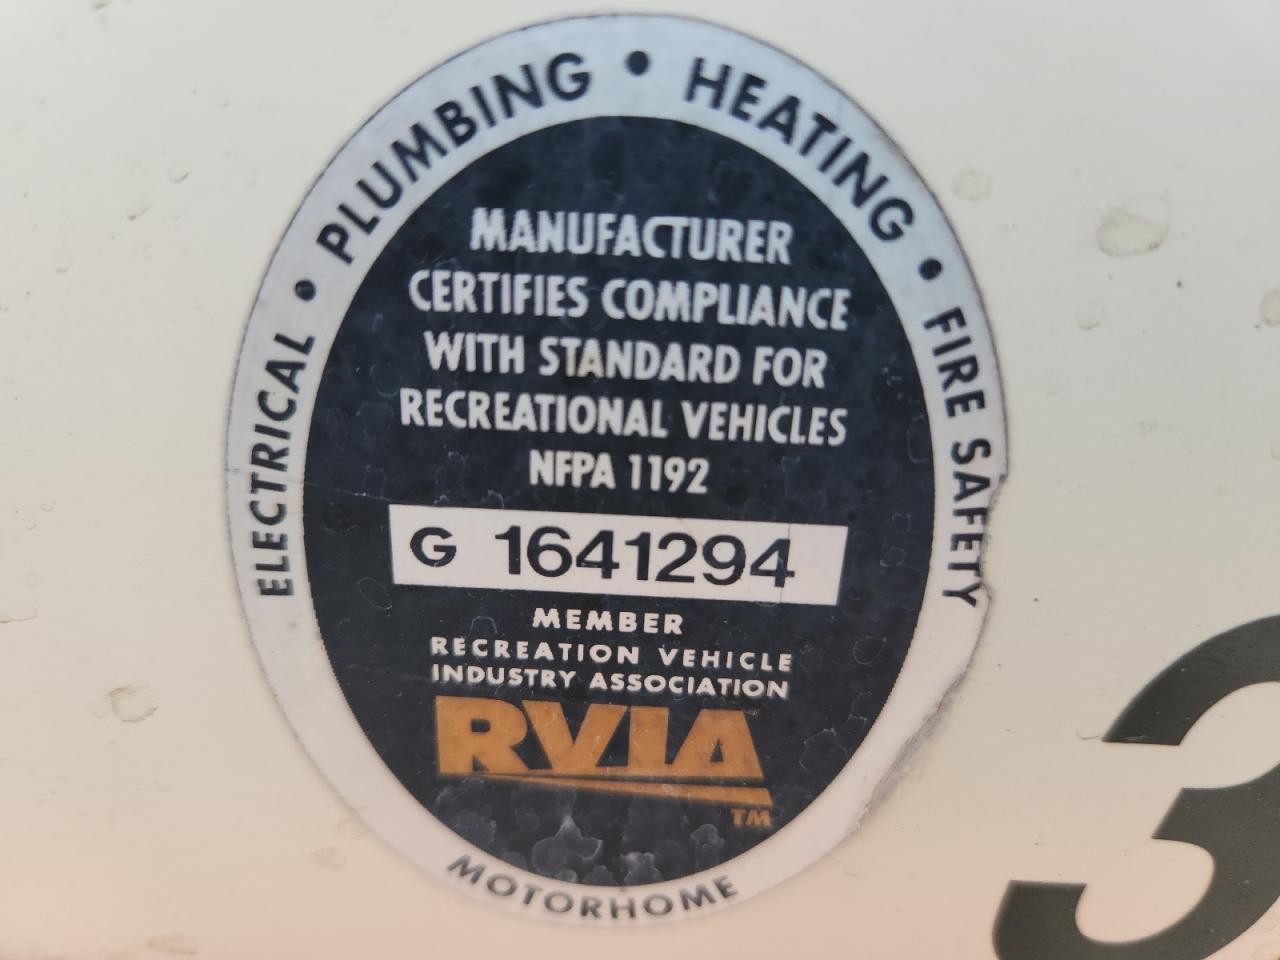 ELECTRICAL • PLUMBING • HEATING • FIRE SAFETY
MANUFACTURER
CERTIFIES COMPLIANCE
WITH STANDARD FOR
RECREATIONAL VEHICLES
NFPA 1192
G 1641294
MEMBER
RECREATION VEHICLE
INDUSTRY ASSOCIATION
RVIA
TM
MOTORHOME
3